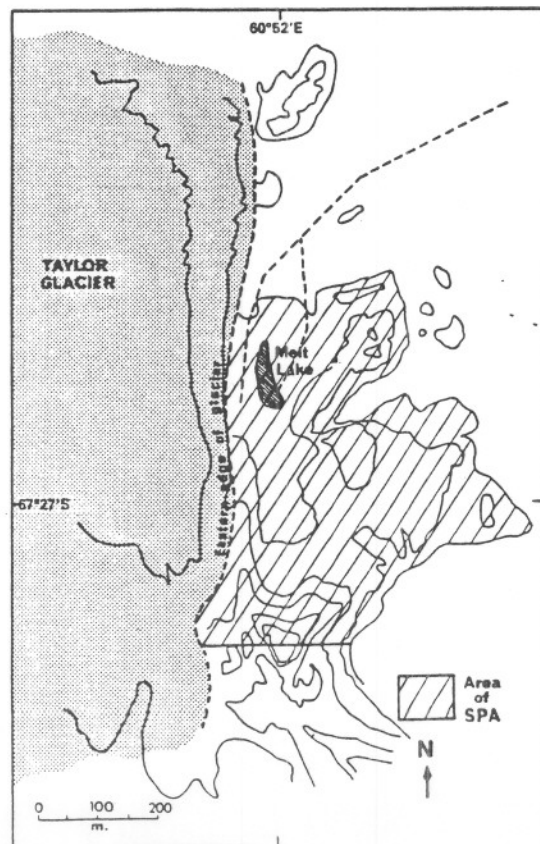 60°52'E
TAYLOR
GLACIER
Melt
Lake
Eastern edge of glacier
67°27'S
Area
of
SPA
N
0 100 200
m.